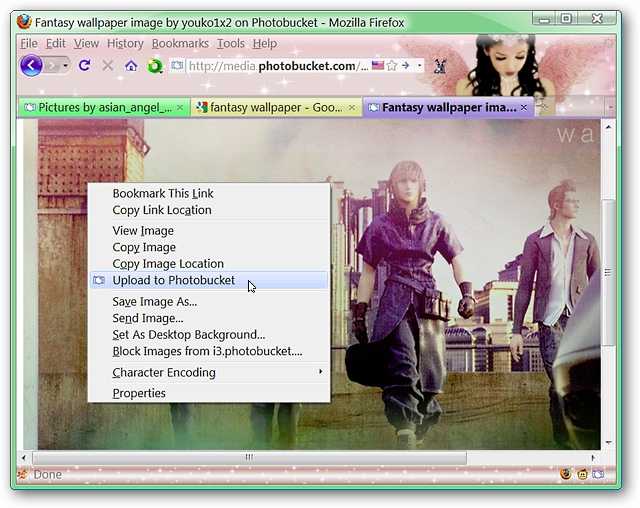 Fantasy wallpaper image by youko1x2 on Photobucket - Mozilla Firefox
File Edit View History Bookmarks Tools Help
http://media.photobucket.com/...
Pictures by asian_angel_... fantasy wallpaper - Goo... Fantasy wallpaper ima...
wa
Bookmark This Link
Copy Link Location
View Image
Copy Image
Copy Image Location
Upload to Photobucket
Save Image As...
Send Image...
Set As Desktop Background...
Block Images from i3.photobucket....
Character Encoding
Properties
Done